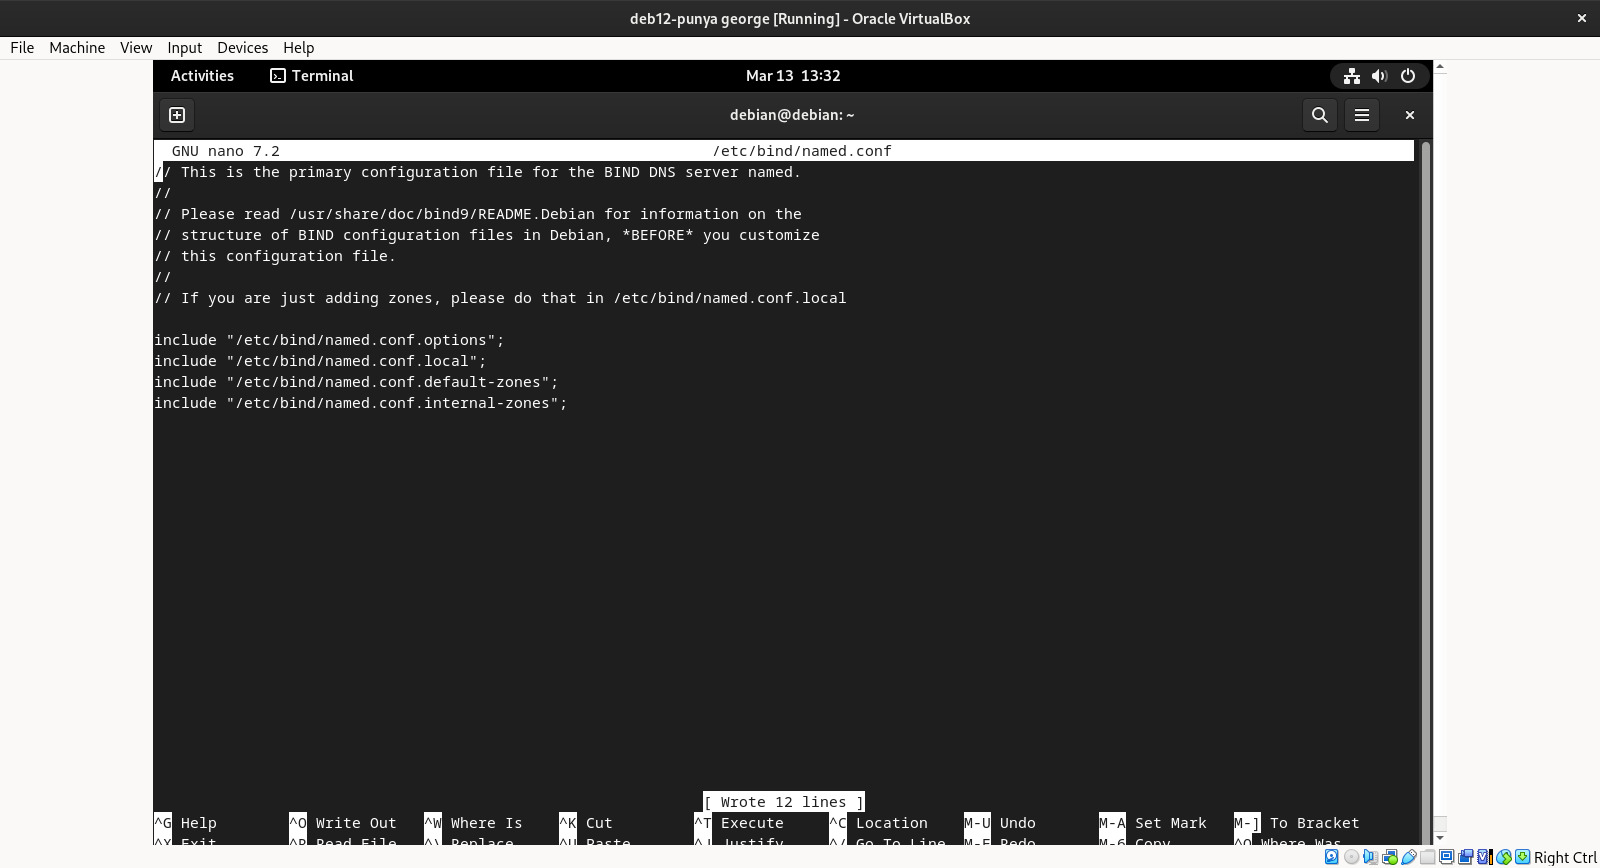 deb12-punya george [Running] - Oracle VirtualBox ×
File Machine View Input Devices Help
Activities Terminal Mar 13 13:32
debian@debian: ~ ×
GNU nano 7.2 /etc/bind/named.conf
// This is the primary configuration file for the BIND DNS server named.
//
// Please read /usr/share/doc/bind9/README.Debian for information on the
// structure of BIND configuration files in Debian, *BEFORE* you customize
// this configuration file.
//
// If you are just adding zones, please do that in /etc/bind/named.conf.local
include "/etc/bind/named.conf.options";
include "/etc/bind/named.conf.local";
include "/etc/bind/named.conf.default-zones";
include "/etc/bind/named.conf.internal-zones";
[ Wrote 12 lines ]
^G Help ^O Write Out ^W Where Is ^K Cut ^T Execute ^C Location M-U Undo M-A Set Mark M-] To Bracket
^X Exit ^R Read File ^\ Replace ^U Paste ^J Justify ^/ Go To Line M-E Redo M-6 Copy ^Q Where Was
Right Ctrl